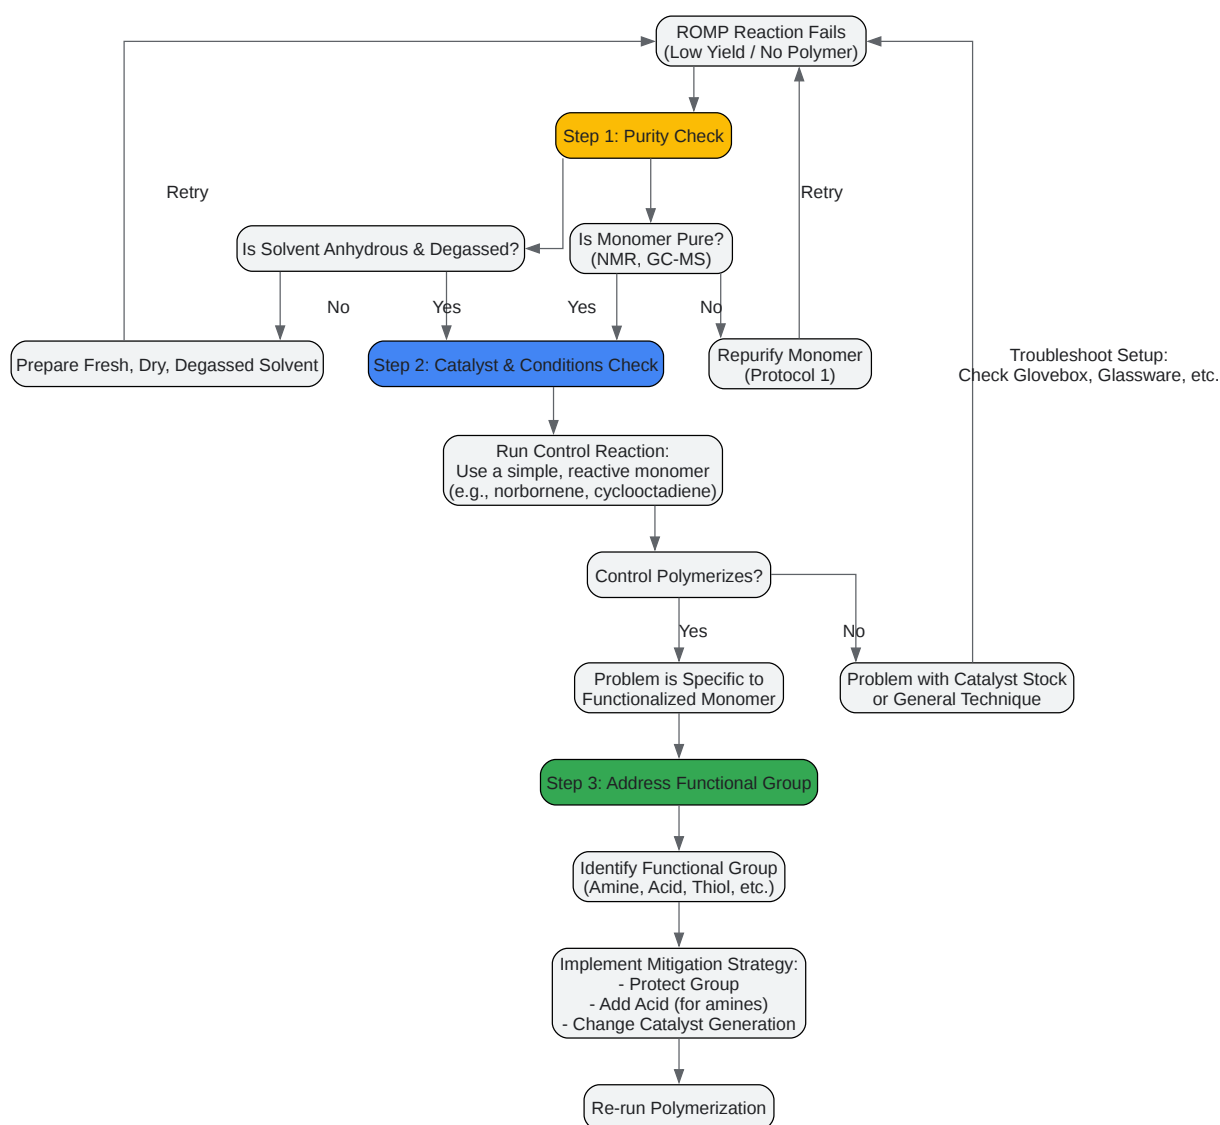 ROMP Reaction Fails
(Low Yield / No Polymer)
Step 1: Purity Check
Retry
Retry
Is Solvent Anhydrous & Degassed?
Is Monomer Pure?
(NMR, GC-MS)
No
Yes
Yes
No
Prepare Fresh, Dry, Degassed Solvent
Step 2: Catalyst & Conditions Check
Repurify Monomer
(Protocol 1)
Troubleshoot Setup:
Check Glovebox, Glassware, etc.
Run Control Reaction:
Use a simple, reactive monomer
(e.g., norbornene, cyclooctadiene)
Control Polymerizes?
Yes
No
Problem is Specific to
Functionalized Monomer
Problem with Catalyst Stock
or General Technique
Step 3: Address Functional Group
Identify Functional Group
(Amine, Acid, Thiol, etc.)
Implement Mitigation Strategy:
- Protect Group
- Add Acid (for amines)
- Change Catalyst Generation
Re-run Polymerization